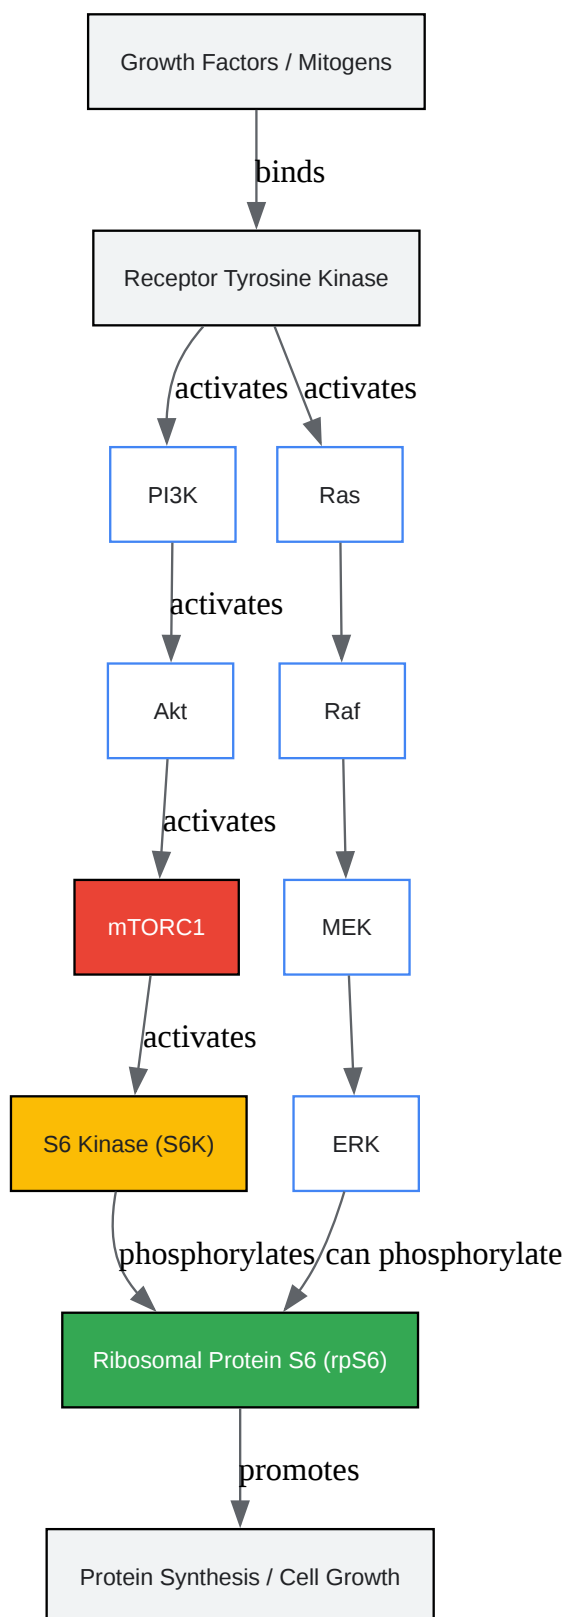 Growth Factors / Mitogens
binds
Receptor Tyrosine Kinase
activates activates
PI3K Ras
activates
Akt Raf
activates
mTORC1 MEK
activates
S6 Kinase (S6K) ERK
phosphorylates can phosphorylate
Ribosomal Protein S6 (rpS6)
promotes
Protein Synthesis / Cell Growth